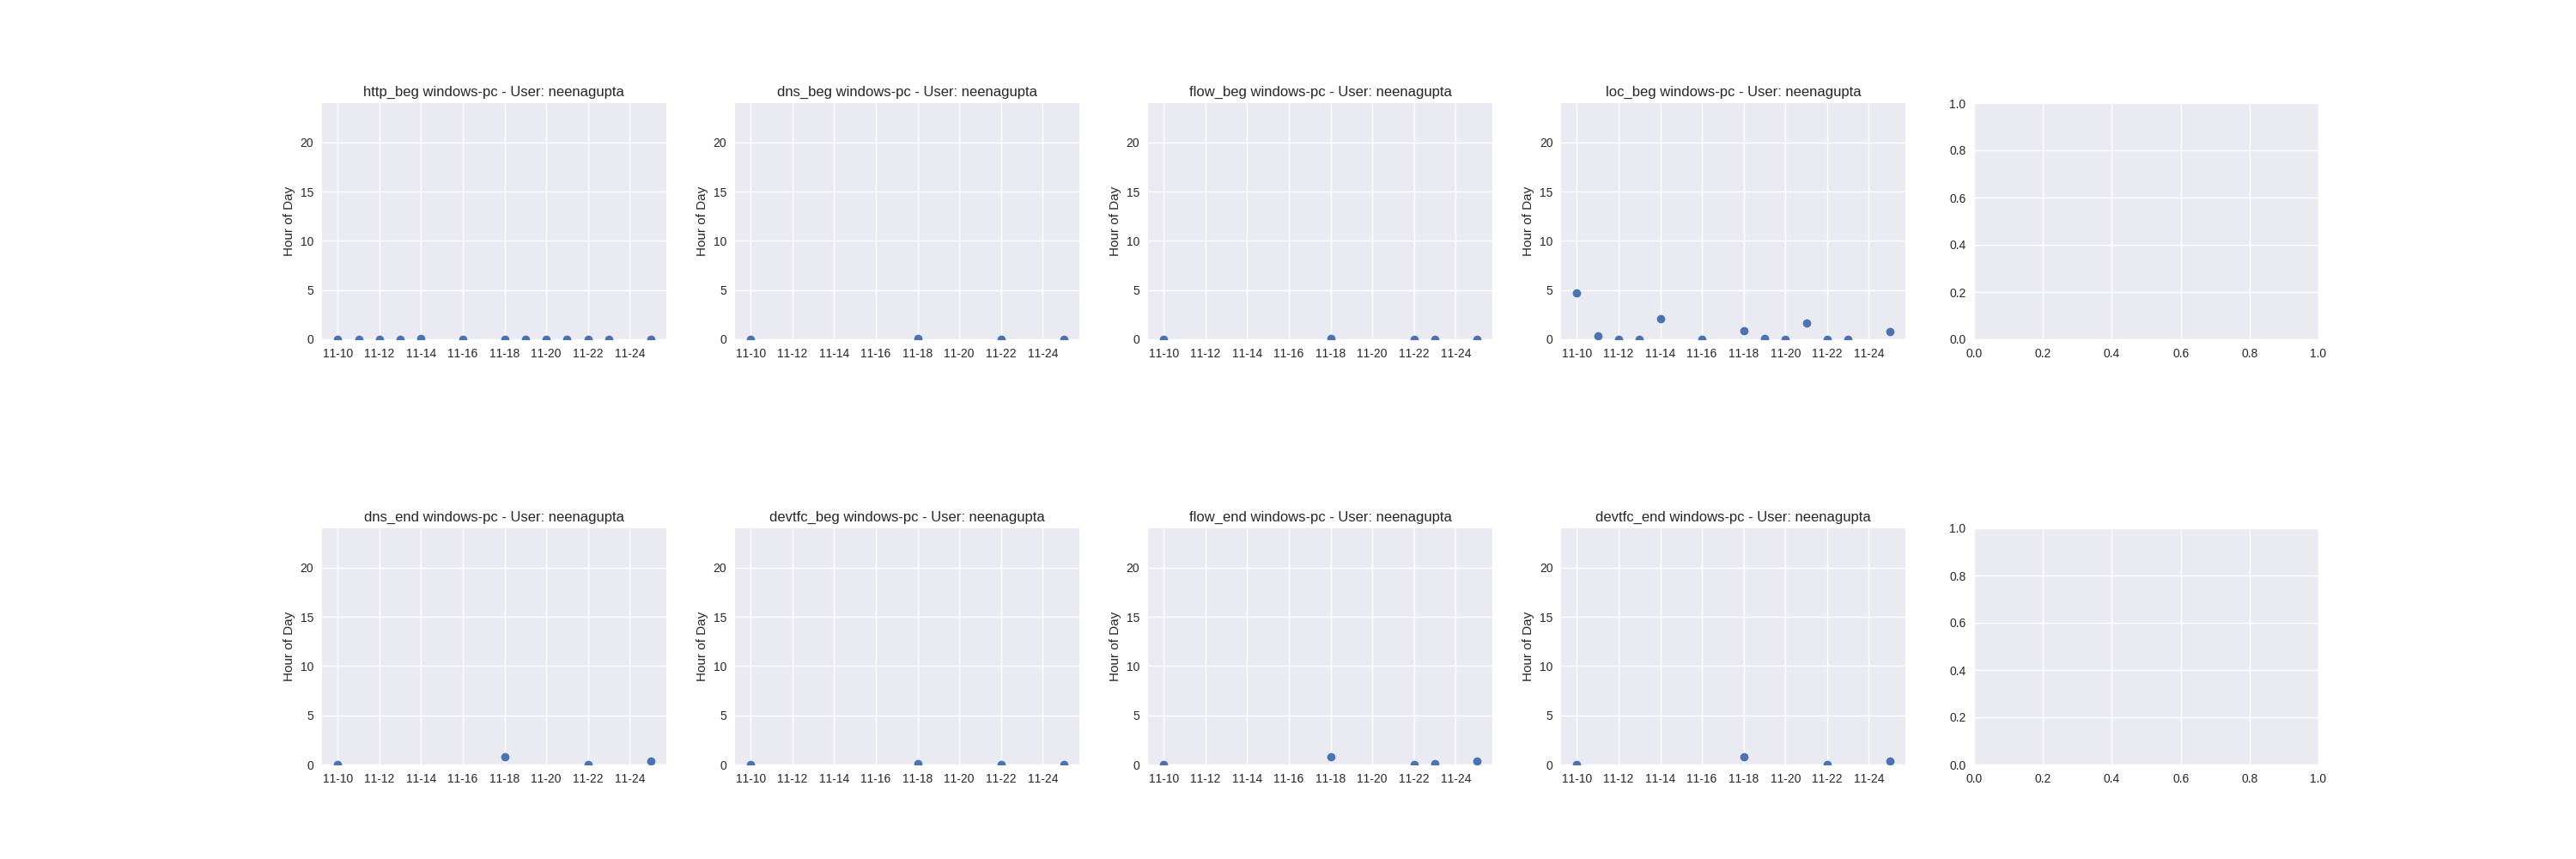 http_beg windows-pc - User: neenagupta
Hour of Day
20
15
10
5
0
11-10 11-12 11-14 11-16 11-18 11-20 11-22 11-24
dns_beg windows-pc - User: neenagupta
Hour of Day
20
15
10
5
0
11-10 11-12 11-14 11-16 11-18 11-20 11-22 11-24
flow_beg windows-pc - User: neenagupta
Hour of Day
20
15
10
5
0
11-10 11-12 11-14 11-16 11-18 11-20 11-22 11-24
loc_beg windows-pc - User: neenagupta
Hour of Day
20
15
10
5
0
11-10 11-12 11-14 11-16 11-18 11-20 11-22 11-24
1.0
0.8
0.6
0.4
0.2
0.0
0.0 0.2 0.4 0.6 0.8 1.0
dns_end windows-pc - User: neenagupta
Hour of Day
20
15
10
5
0
11-10 11-12 11-14 11-16 11-18 11-20 11-22 11-24
devtfc_beg windows-pc - User: neenagupta
Hour of Day
20
15
10
5
0
11-10 11-12 11-14 11-16 11-18 11-20 11-22 11-24
flow_end windows-pc - User: neenagupta
Hour of Day
20
15
10
5
0
11-10 11-12 11-14 11-16 11-18 11-20 11-22 11-24
devtfc_end windows-pc - User: neenagupta
Hour of Day
20
15
10
5
0
11-10 11-12 11-14 11-16 11-18 11-20 11-22 11-24
1.0
0.8
0.6
0.4
0.2
0.0
0.0 0.2 0.4 0.6 0.8 1.0